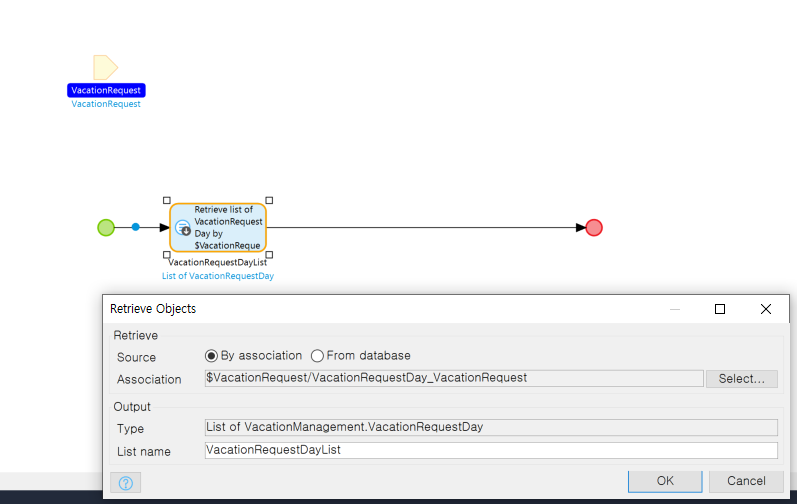 VacationRequest
VacationRequest
Retrieve list of
VacationRequest
Day by
$VacationReque
VacationRequestDayList
List of VacationRequestDay
Retrieve Objects
Retrieve
Source By association From database
Association $VacationRequest/VacationRequestDay_VacationRequest Select...
Output
Type List of VacationManagement.VacationRequestDay
List name VacationRequestDayList
? OK Cancel